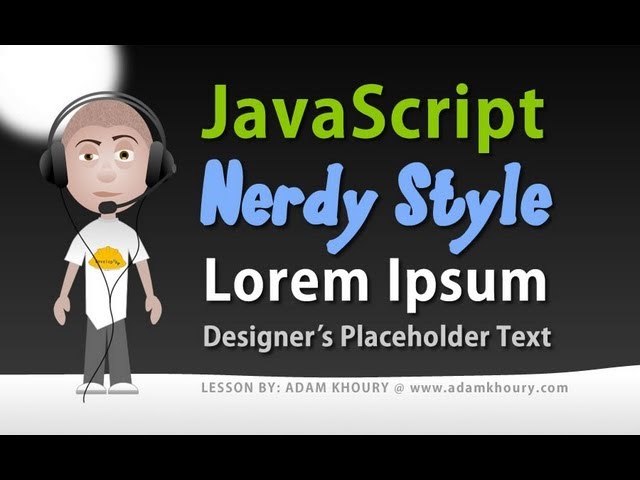 JavaScript
Nerdy Style
Lorem Ipsum
Designer's Placeholder Text
LESSON BY: ADAM KHOURY @ www.adamkhoury.com